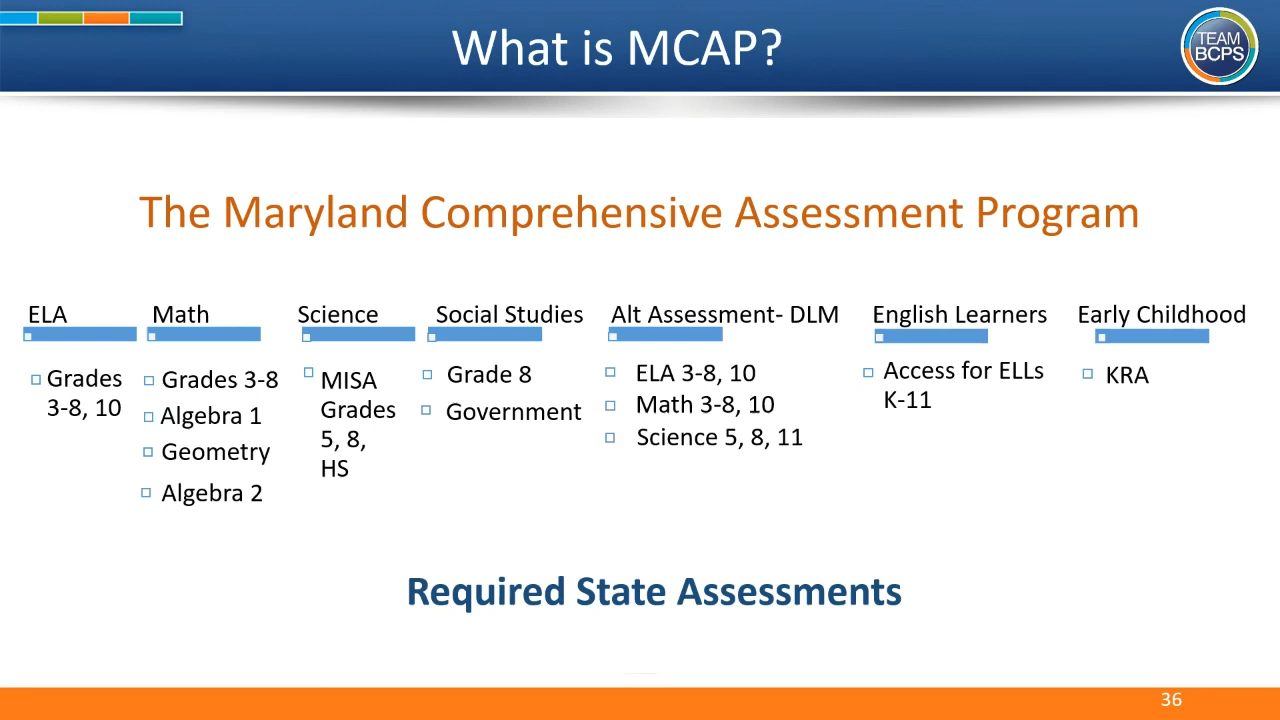 What is MCAP?
TEAM
BCPS
The Maryland Comprehensive Assessment Program
ELA
Grades
3-8, 10
Math
Grades 3-8
Algebra 1
Geometry
Algebra 2
Science
MISA
Grades
5, 8,
HS
Social Studies
Grade 8
Government
Alt Assessment- DLM
ELA 3-8, 10
Math 3-8, 10
Science 5, 8, 11
English Learners
Access for ELLs
K-11
Early Childhood
KRA
Required State Assessments
36